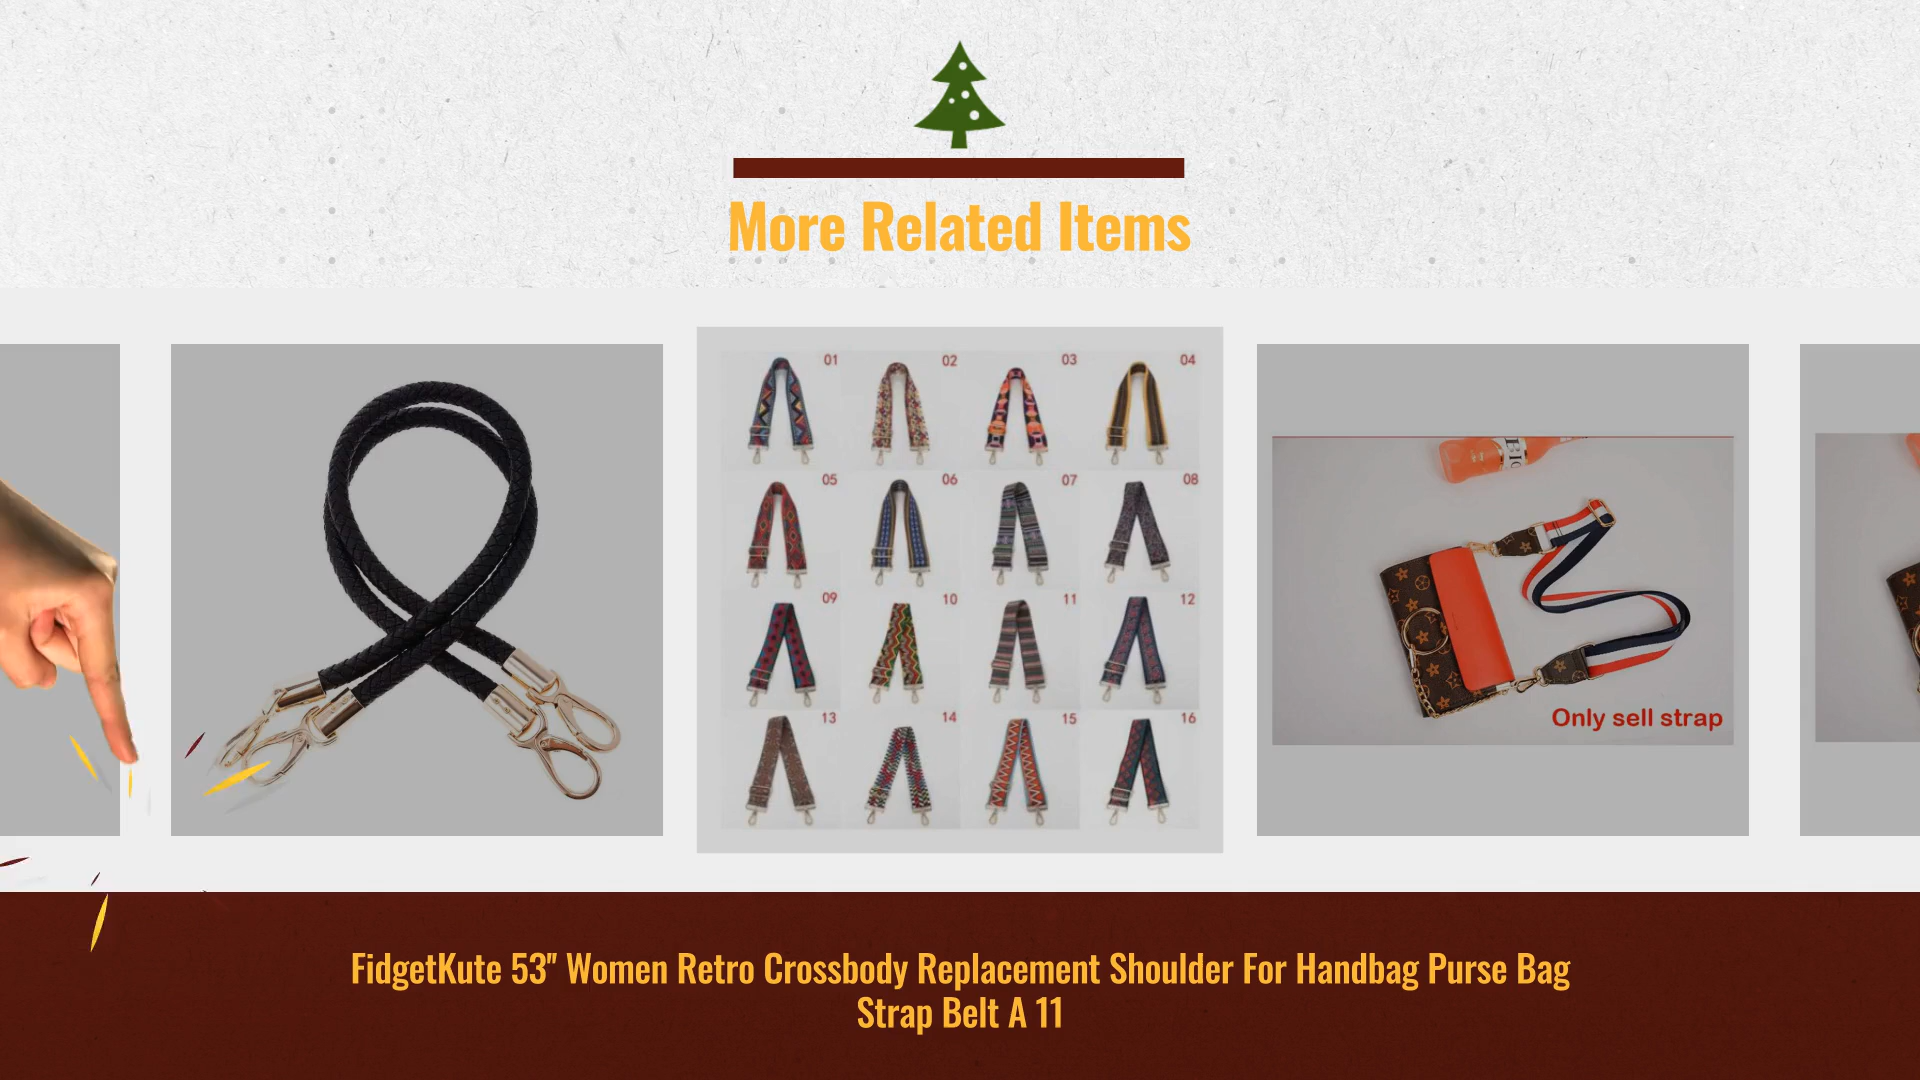 More Related Items
01 02 03 04
05 06 07 08
09 10 11 12
13 14 15 16
Only sell strap
FidgetKute 53" Women Retro Crossbody Replacement Shoulder For Handbag Purse Bag
Strap Belt A 11